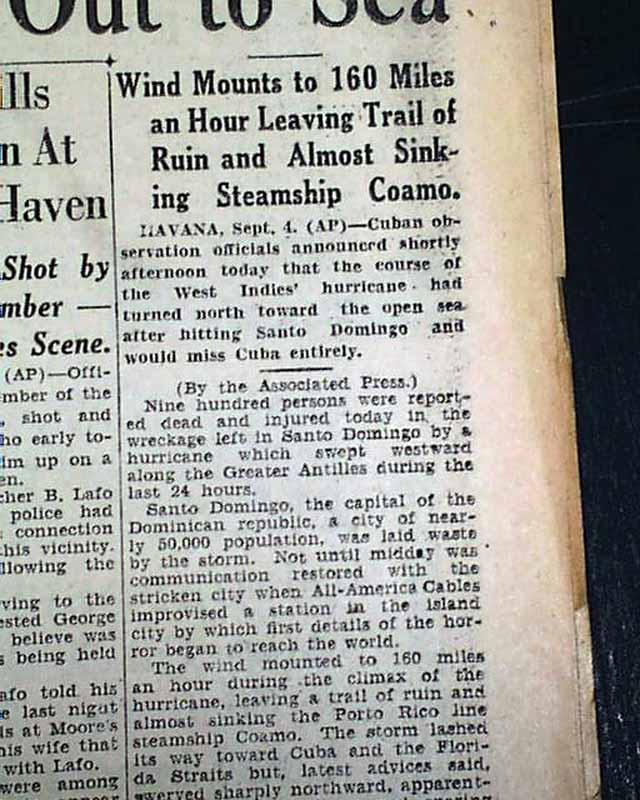 Out to Sea
ills
n At
Haven
Shot by
mber —
es Scene.
(AP)—Offi-
mber of the
shot and
ho early to-
im up on a
en.
cher B. Lafo
police had
connection
this vicinity.
llowing the
ving to the
ested George
believe was
s being held
afo told his
e last night
ls at Moore's
his wife that
with Lafo.
were among
Wind Mounts to 160 Miles
an Hour Leaving Trail of
Ruin and Almost Sink-
ing Steamship Coamo.
HAVANA, Sept. 4. (AP)—Cuban ob-
servation officials announced shortly
afternoon today that the course of
the West Indies' hurricane had
turned north toward the open sea
after hitting Santo Domingo and
would miss Cuba entirely.
(By the Associated Press.)
Nine hundred persons were report-
ed dead and injured today in the
wreckage left in Santo Domingo by a
hurricane which swept westward
along the Greater Antilles during the
last 24 hours.
Santo Domingo, the capital of the
Dominican republic, a city of near-
ly 50,000 population, was laid waste
by the storm. Not until midday was
communication restored with the
stricken city when All-America Cables
improvised a station in the island
city by which first details of the hor-
ror began to reach the world.
The wind mounted to 160 miles
an hour during the climax of the
hurricane, leaving a trail of ruin and
almost sinking the Porto Rico line
steamship Coamo. The storm lashed
its way toward Cuba and the Flori-
da Straits but, latest advices said,
swerved sharply northward, apparent-